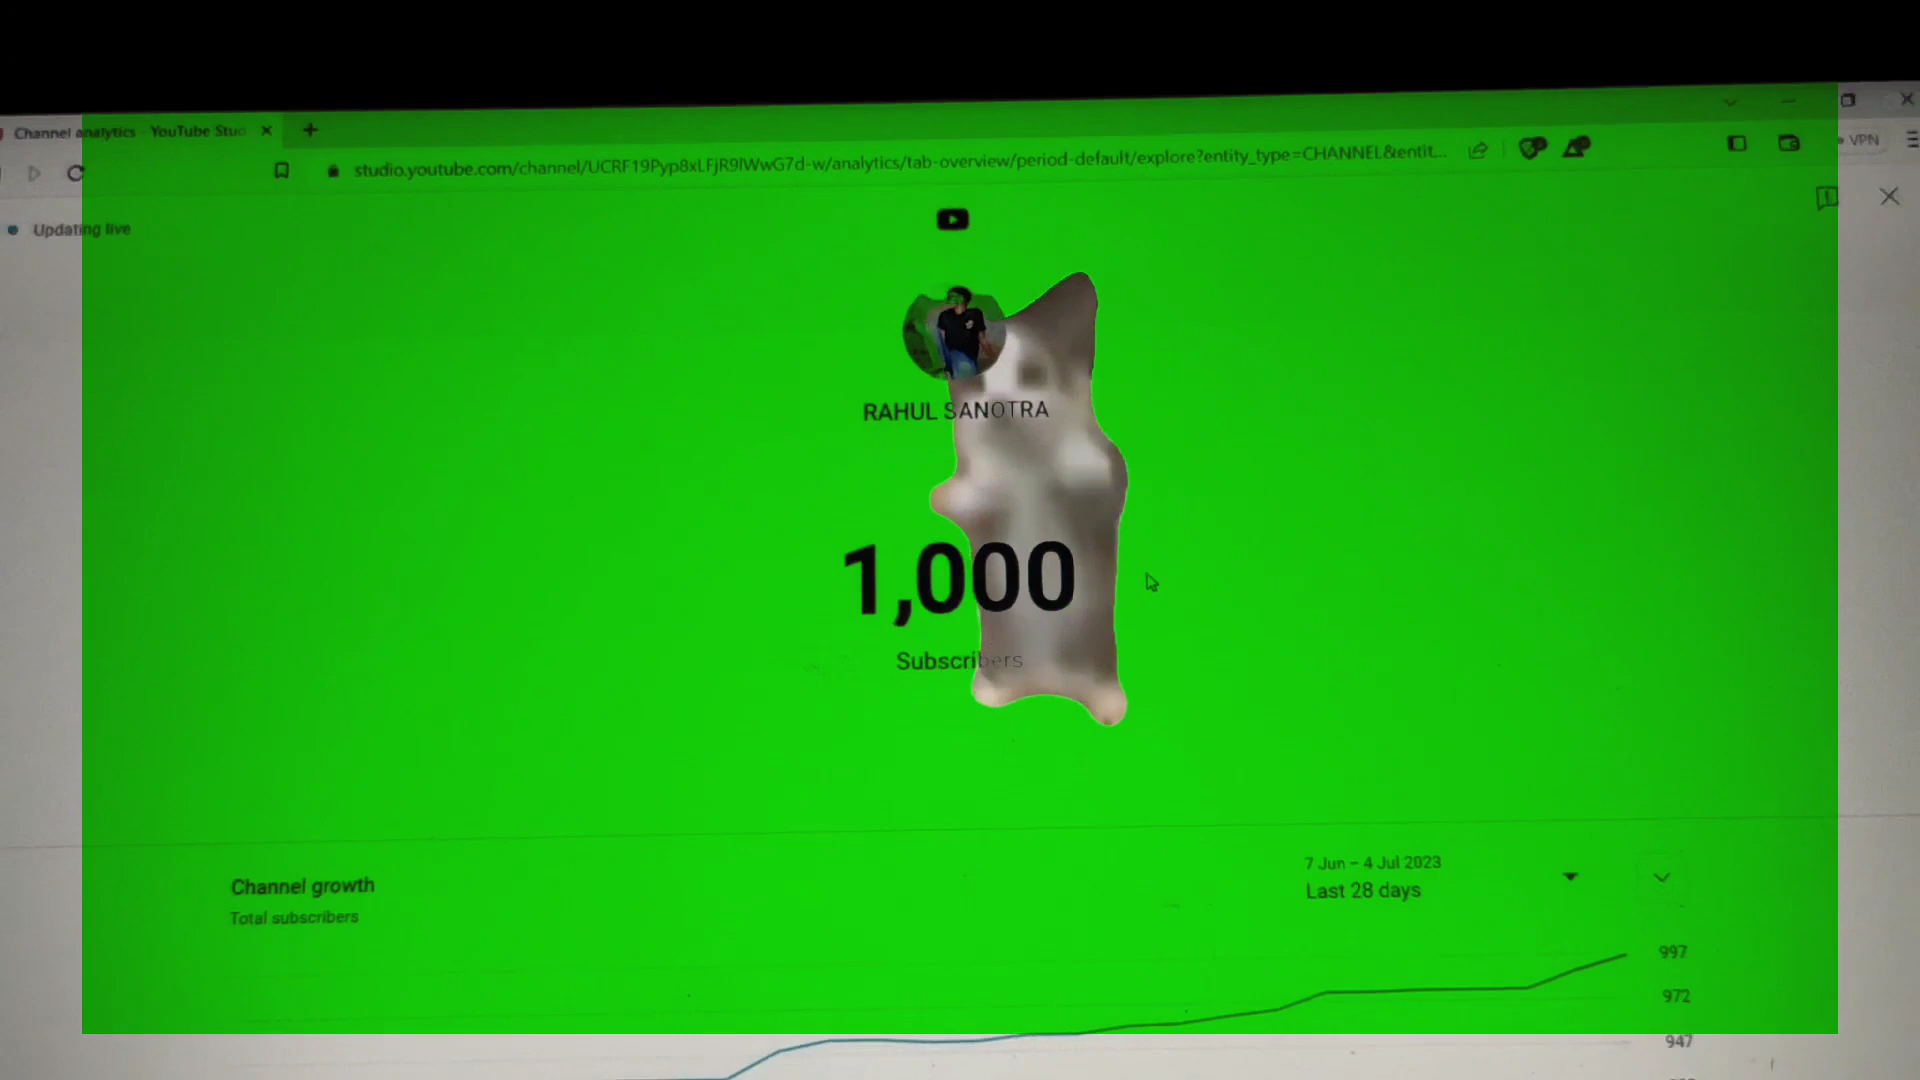 Channel analytics - YouTube Stud
studio.youtube.com/channel/UCRF19Pyp8xLFjR9IWwG7d-w/analytics/tab-overview/period-default/explore?entity_type=CHANNEL&entit...
VPN
Updating live
RAHUL SANOTRA
1,000
Subscribers
Channel growth
Total subscribers
7 Jun – 4 Jul 2023
Last 28 days
997
972
947